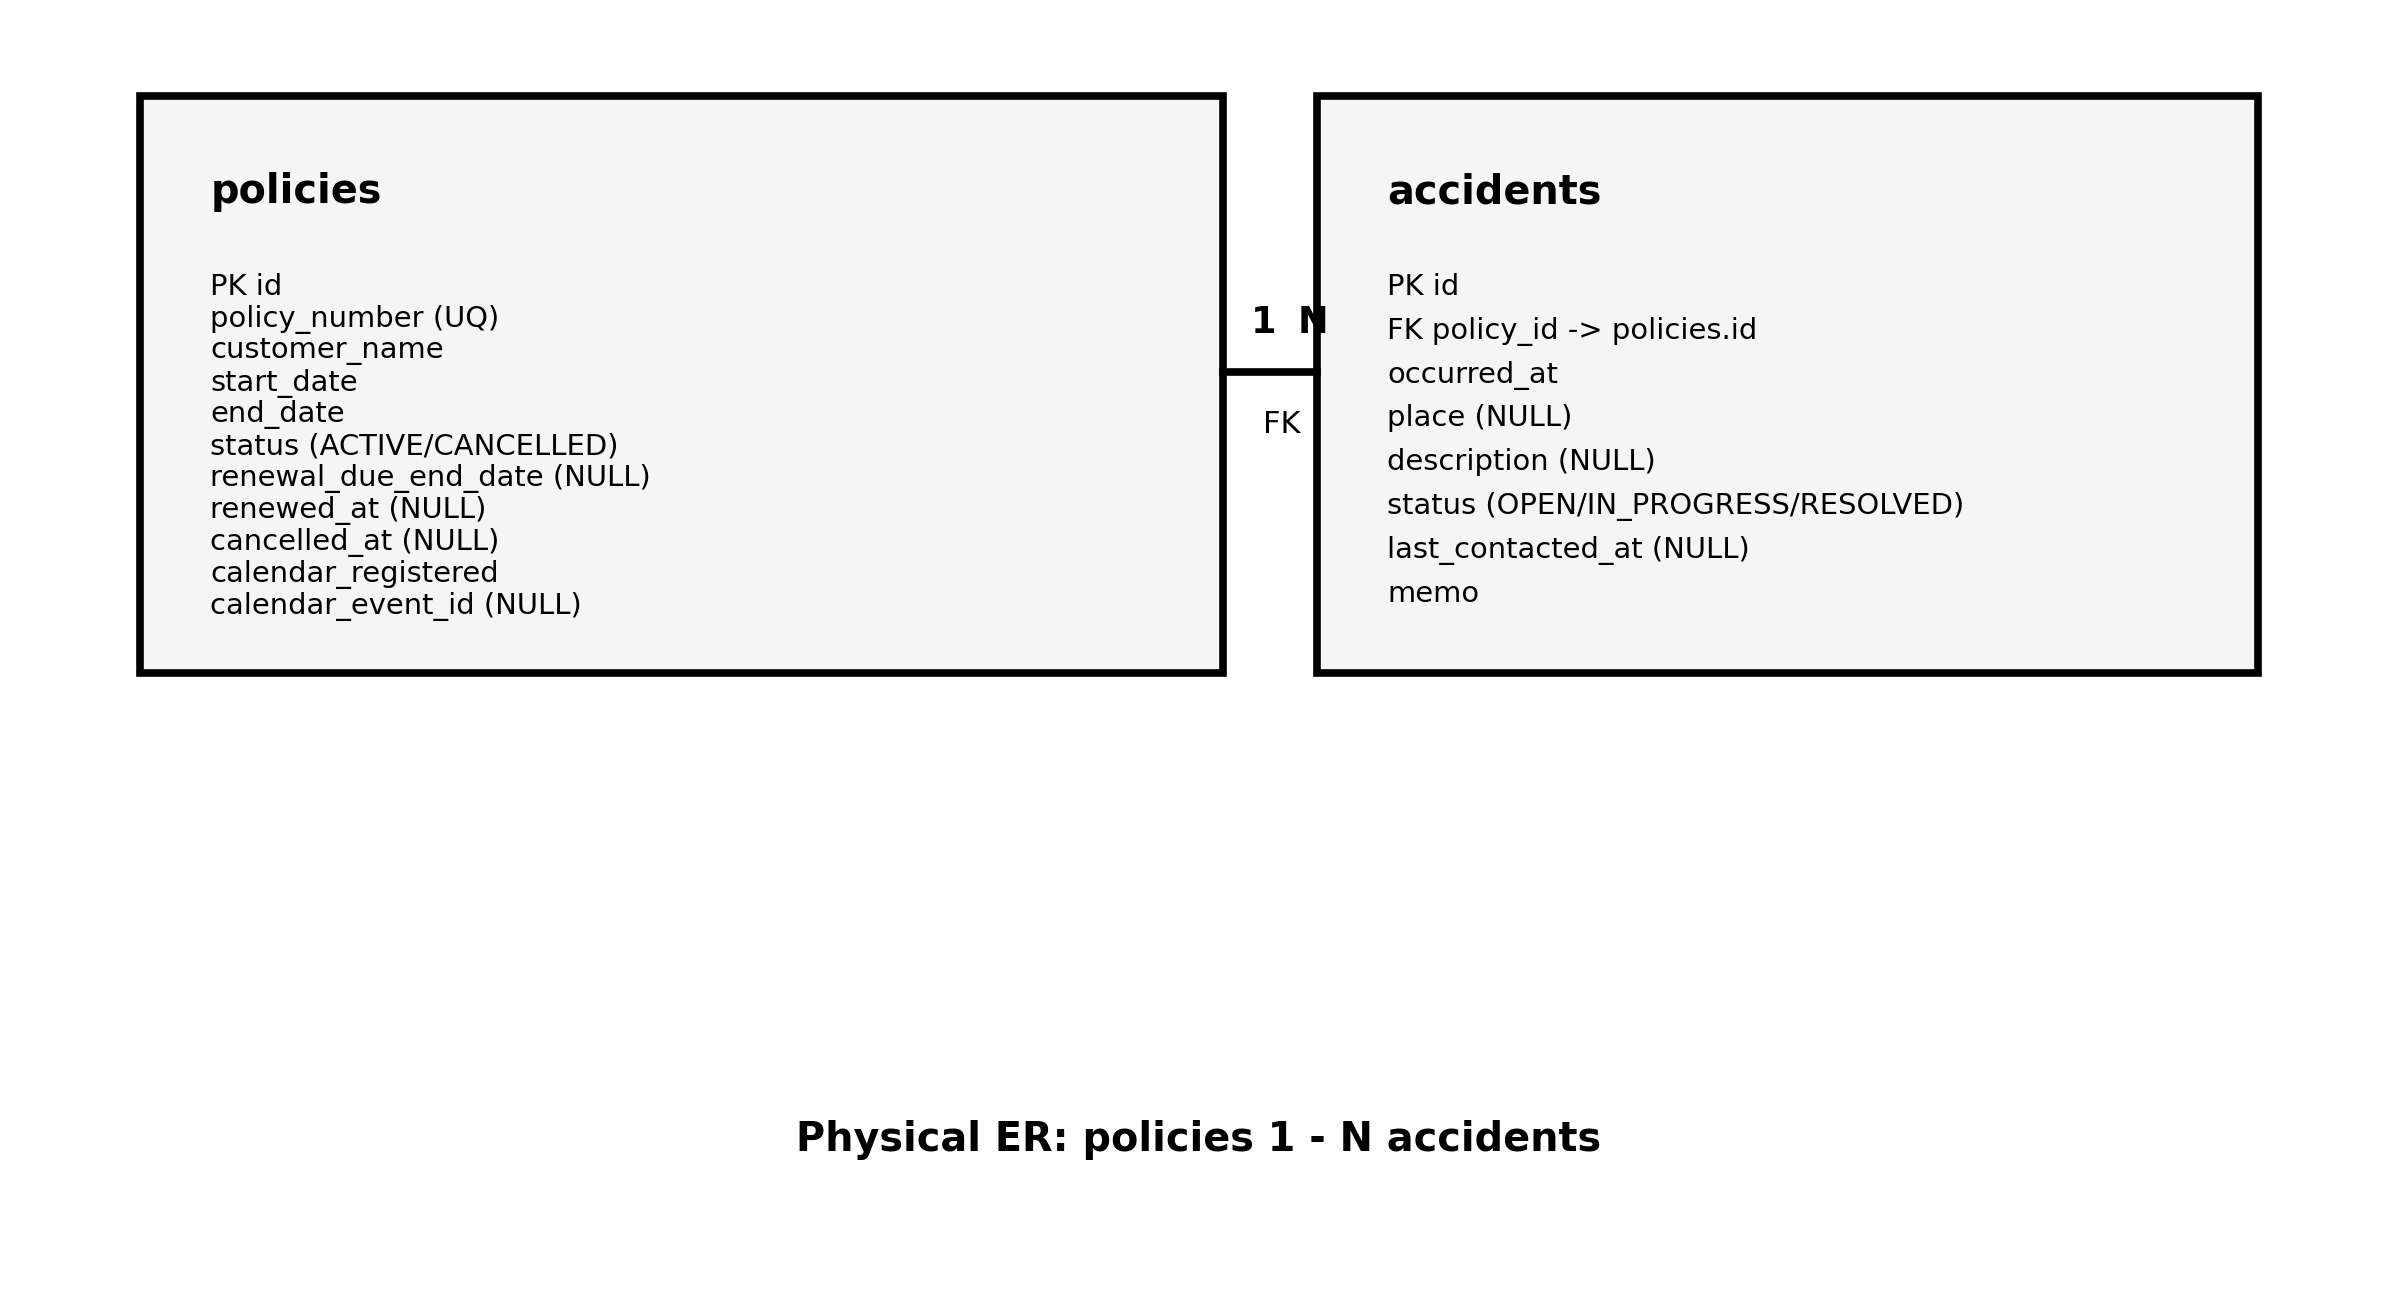 policies
PK id
policy_number (UQ)
customer_name
start_date
end_date
status (ACTIVE/CANCELLED)
renewal_due_end_date (NULL)
renewed_at (NULL)
cancelled_at (NULL)
calendar_registered
calendar_event_id (NULL)
1 N
FK
accidents
PK id
FK policy_id -> policies.id
occurred_at
place (NULL)
description (NULL)
status (OPEN/IN_PROGRESS/RESOLVED)
last_contacted_at (NULL)
memo
Physical ER: policies 1 - N accidents